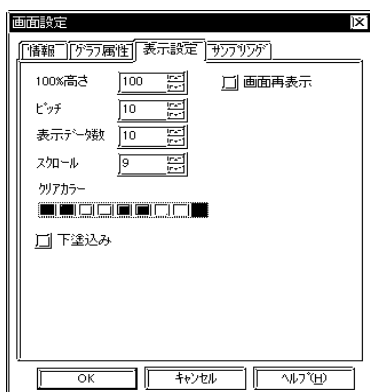 画面設定
情報 グラフ属性 表示設定 サンプリング
100%高さ 100 画面再表示
ピッチ 10
表示データ数 10
スクロール 9
クリアカラー
下塗込み
OK キャンセル ヘルプ(H)